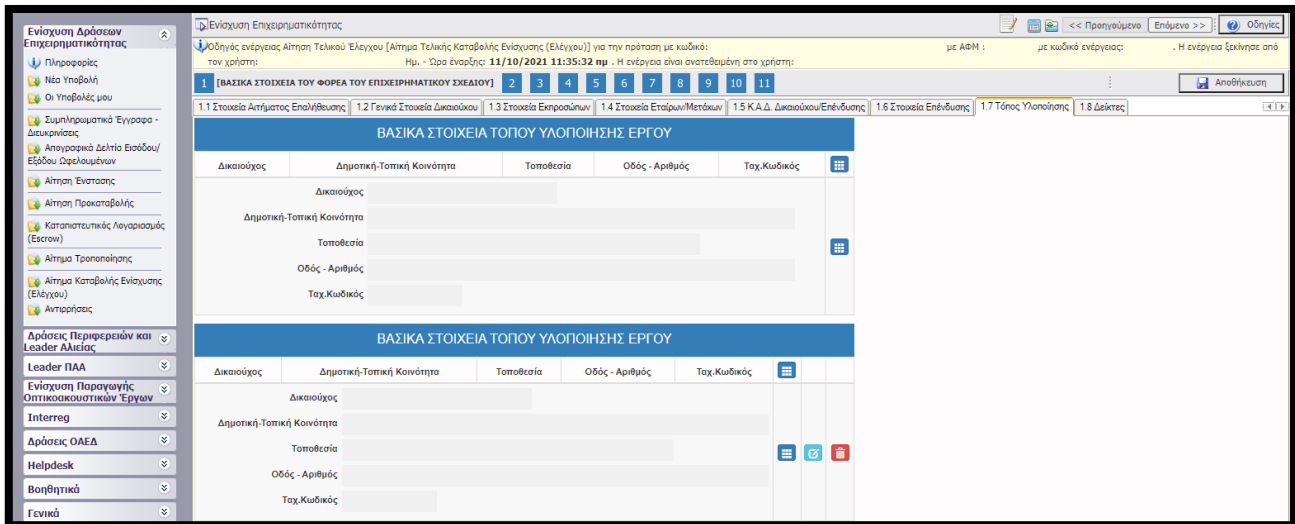 Ενίσχυση Δράσεων
Επιχειρηματικότητας
Πληροφορίες
Νέα Υποβολή
Οι Υποβολές μου
Συμπληρωματικά Έγγραφα -
Διευκρινίσεις
Απογραφικά Δελτία Εισόδου/
Εξόδου Ωφελουμένων
Αίτηση Ένστασης
Αίτηση Προκαταβολής
Καταπιστευτικός Λογαριασμός
(Escrow)
Αίτημα Τροποποίησης
Αίτημα Καταβολής Ενίσχυσης
(Ελέγχου)
Αντιρρήσεις
Δράσεις Περιφερειών και
Leader Αλιείας
Leader ΠΑΑ
Ενίσχυση Παραγωγής
Οπτικοακουστικών Έργων
Interreg
Δράσεις ΟΑΕΔ
Helpdesk
Βοηθητικά
Γενικά
Ενίσχυση Επιχειρηματικότητας
<< Προηγούμενο Επόμενο >> Οδηγίες
Οδηγός ενέργειας Αίτηση Τελικού Έλεγχου [Αίτημα Τελικής Καταβολής Ενίσχυσης (Ελέγχου)] για την πρόταση με κωδικό: με ΑΦΜ : με κωδικό ενέργειας: . Η ενέργεια ξεκίνησε από
τον χρήστη: Ημ. - Ώρα έναρξης: 11/10/2021 11:35:32 πμ . Η ενέργεια είναι ανατεθειμένη στο χρήστη:
1 [ΒΑΣΙΚΑ ΣΤΟΙΧΕΙΑ ΤΟΥ ΦΟΡΕΑ ΤΟΥ ΕΠΙΧΕΙΡΗΜΑΤΙΚΟΥ ΣΧΕΔΙΟΥ] 2 3 4 5 6 7 8 9 10 11 Αποθήκευση
1.1 Στοιχεία Αιτήματος Επαλήθευσης 1.2 Γενικά Στοιχεία Δικαιούχου 1.3 Στοιχεία Εκπροσώπων 1.4 Στοιχεία Εταίρων/Μετόχων 1.5 Κ.Α.Δ. Δικαιούχου/Επένδυσης 1.6 Στοιχεία Επένδυσης 1.7 Τόπος Υλοποίησης 1.8 Δείκτες
ΒΑΣΙΚΑ ΣΤΟΙΧΕΙΑ ΤΟΠΟΥ ΥΛΟΠΟΙΗΣΗΣ ΕΡΓΟΥ
Δικαιούχος Δημοτική-Τοπική Κοινότητα Τοποθεσία Οδός - Αριθμός Ταχ.Κωδικός
Δικαιούχος
Δημοτική-Τοπική Κοινότητα
Τοποθεσία
Οδός - Αριθμός
Ταχ.Κωδικός
ΒΑΣΙΚΑ ΣΤΟΙΧΕΙΑ ΤΟΠΟΥ ΥΛΟΠΟΙΗΣΗΣ ΕΡΓΟΥ
Δικαιούχος Δημοτική-Τοπική Κοινότητα Τοποθεσία Οδός - Αριθμός Ταχ.Κωδικός
Δικαιούχος
Δημοτική-Τοπική Κοινότητα
Τοποθεσία
Οδός - Αριθμός
Ταχ.Κωδικός